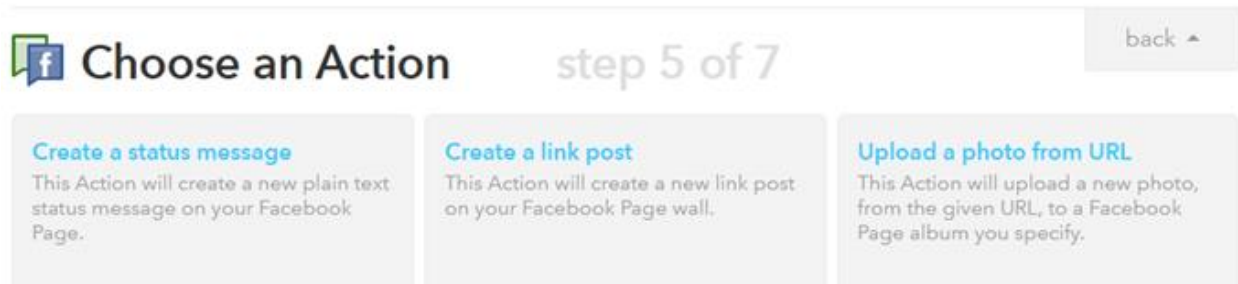 back
Choose an Action step 5 of 7
Create a status message
This Action will create a new plain text
status message on your Facebook
Page.
Create a link post
This Action will create a new link post
on your Facebook Page wall.
Upload a photo from URL
This Action will upload a new photo,
from the given URL, to a Facebook
Page album you specify.